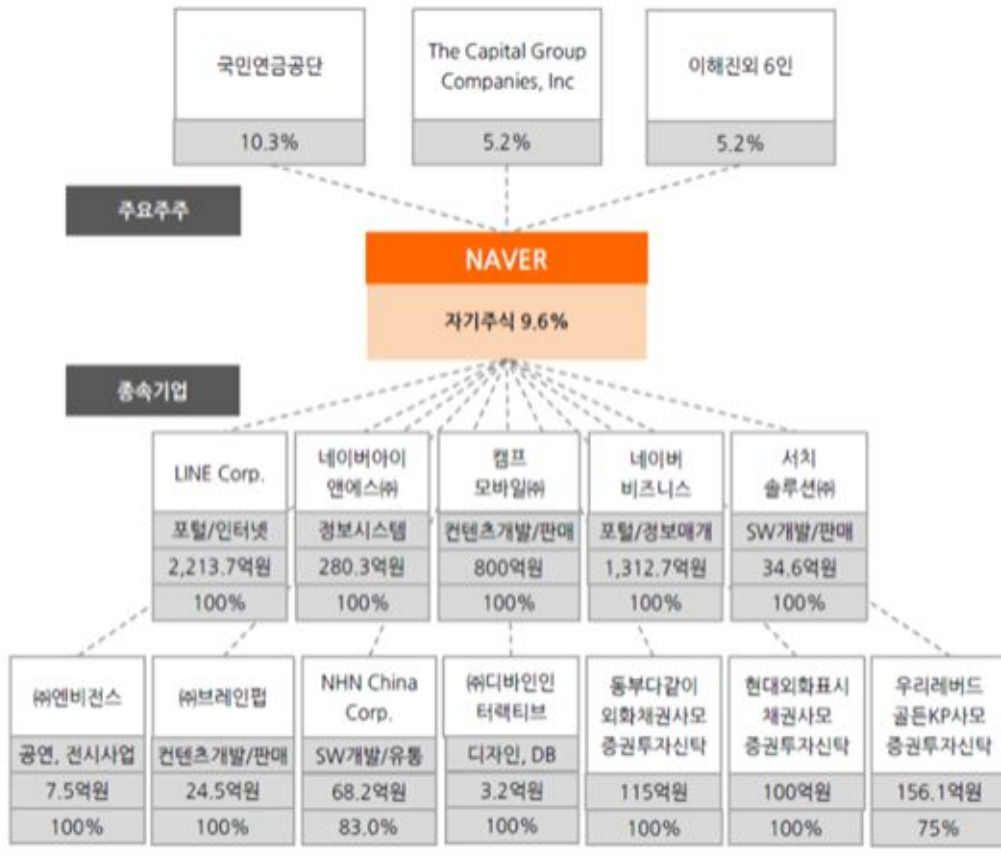 국민연금공단
10.3%
The Capital Group
Companies, Inc
5.2%
이해진외 6인
5.2%
주요주주
NAVER
자기주식 9.6%
종속기업
LINE Corp.
포털/인터넷
2,213.7억원
100%
네이버아이
앤에스㈜
정보시스템
280.3억원
100%
캠프
모바일㈜
컨텐츠개발/판매
800억원
100%
네이버
비즈니스
포털/정보매개
1,312.7억원
100%
서치
솔루션㈜
SW개발/판매
34.6억원
100%
㈜엔비전스
공연, 전시사업
7.5억원
100%
㈜브레인펍
컨텐츠개발/판매
24.5억원
100%
NHN China
Corp.
SW개발/유통
68.2억원
83.0%
㈜디바인인
터랙티브
디자인, DB
3.2억원
100%
동부다같이
외화채권사모
증권투자신탁
115억원
100%
현대외화표시
채권사모
증권투자신탁
100억원
100%
우리레버드
골든KP사모
증권투자신탁
156.1억원
75%